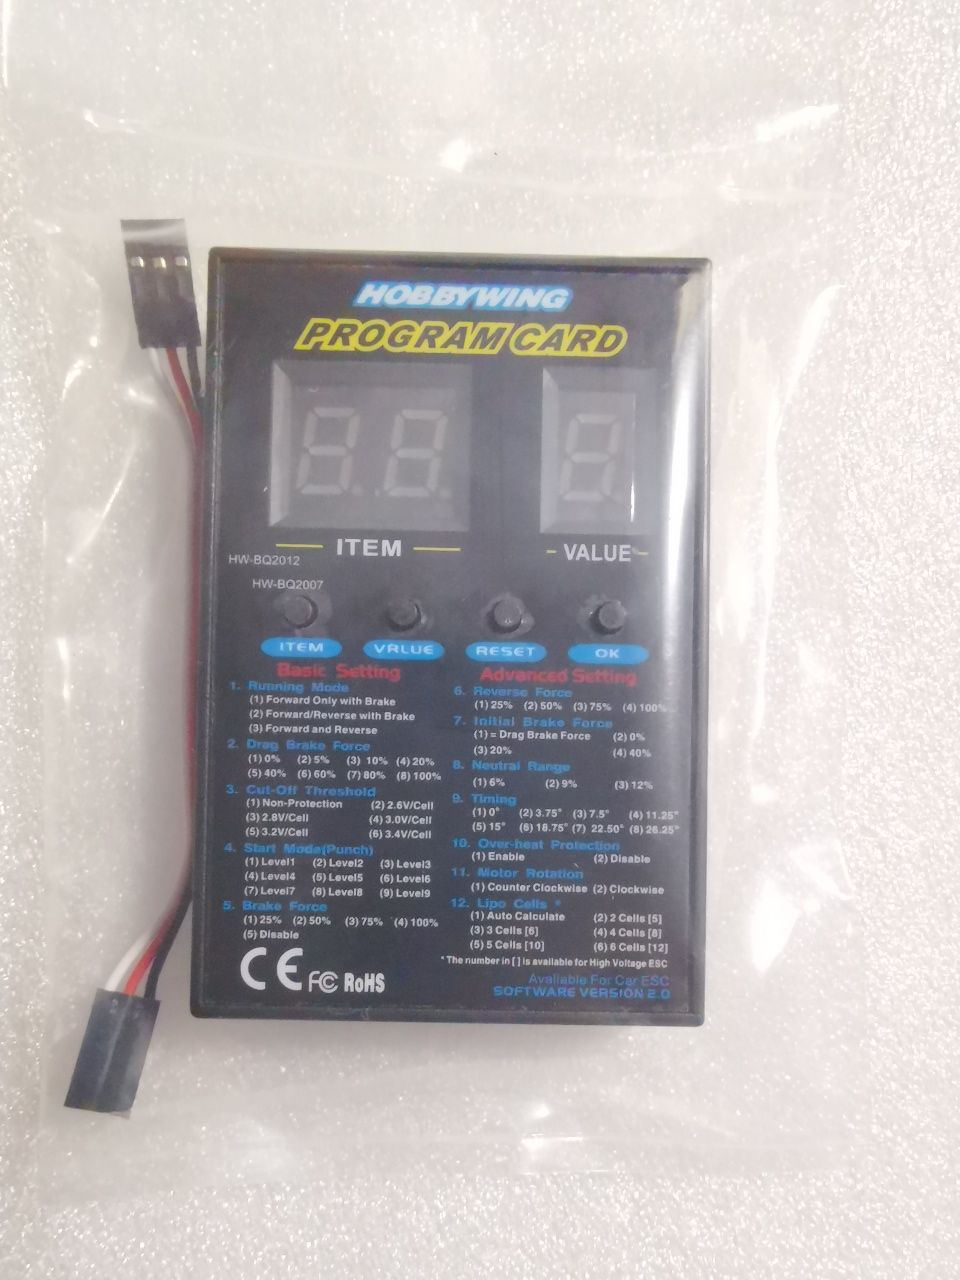 HOBBYWING
PROGRAM CARD
ITEM
VALUE
HW-BQ2012
HW-BQ2007
ITEM VALUE RESET OK
Basic Setting
1. Running Mode
(1) Forward Only with Brake
(2) Forward/Reverse with Brake
(3) Forward and Reverse
2. Drag Brake Force
(1) 0% (2) 5% (3) 10% (4) 20%
(5) 40% (6) 60% (7) 80% (8) 100%
3. Cut-Off Threshold
(1) Non-Protection (2) 2.6V/Cell
(3) 2.8V/Cell (4) 3.0V/Cell
(5) 3.2V/Cell (6) 3.4V/Cell
4. Start Mode(Punch)
(1) Level1 (2) Level2 (3) Level3
(4) Level4 (5) Level5 (6) Level6
(7) Level7 (8) Level8 (9) Level9
5. Brake Force
(1) 25% (2) 50% (3) 75% (4) 100%
(5) Disable
CE FC RoHS
Advanced Setting
6. Reverse Force
(1) 25% (2) 50% (3) 75% (4) 100%
7. Initial Brake Force
(1) = Drag Brake Force (2) 0%
(3) 20% (4) 40%
8. Neutral Range
(1) 6% (2) 9% (3) 12%
9. Timing
(1) 0° (2) 3.75° (3) 7.5° (4) 11.25°
(5) 15° (6) 18.75° (7) 22.50° (8) 26.25°
10. Over-heat Protection
(1) Enable (2) Disable
11. Motor Rotation
(1) Counter Clockwise (2) Clockwise
12. Lipo Cells *
(1) Auto Calculate (2) 2 Cells [5]
(3) 3 Cells [6] (4) 4 Cells [8]
(5) 5 Cells [10] (6) 6 Cells [12]
* The number in [ ] is available for High Voltage ESC
Available For Car ESC
SOFTWARE VERSION 2.0